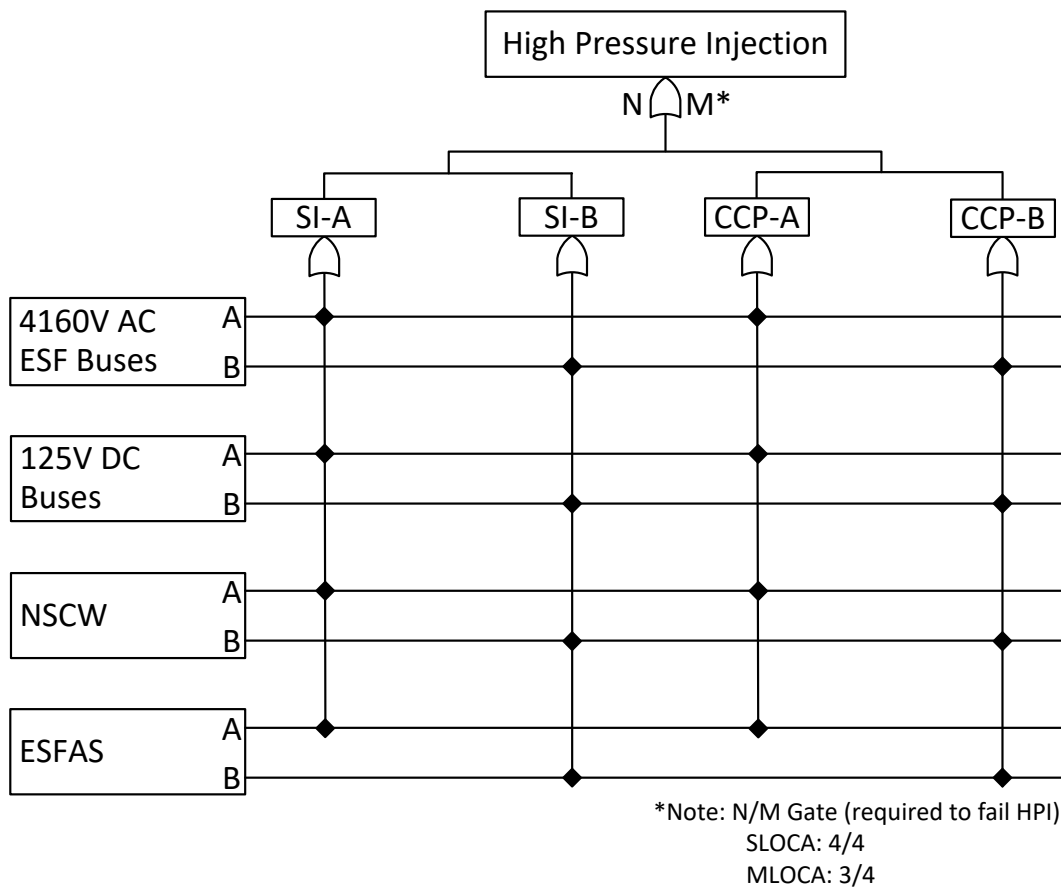 High Pressure Injection
N M*
SI-A SI-B CCP-A CCP-B
4160V AC A
ESF Buses B
125V DC A
Buses B
NSCW A
B
ESFAS A
B
*Note: N/M Gate (required to fail HPI)
SLOCA: 4/4
MLOCA: 3/4